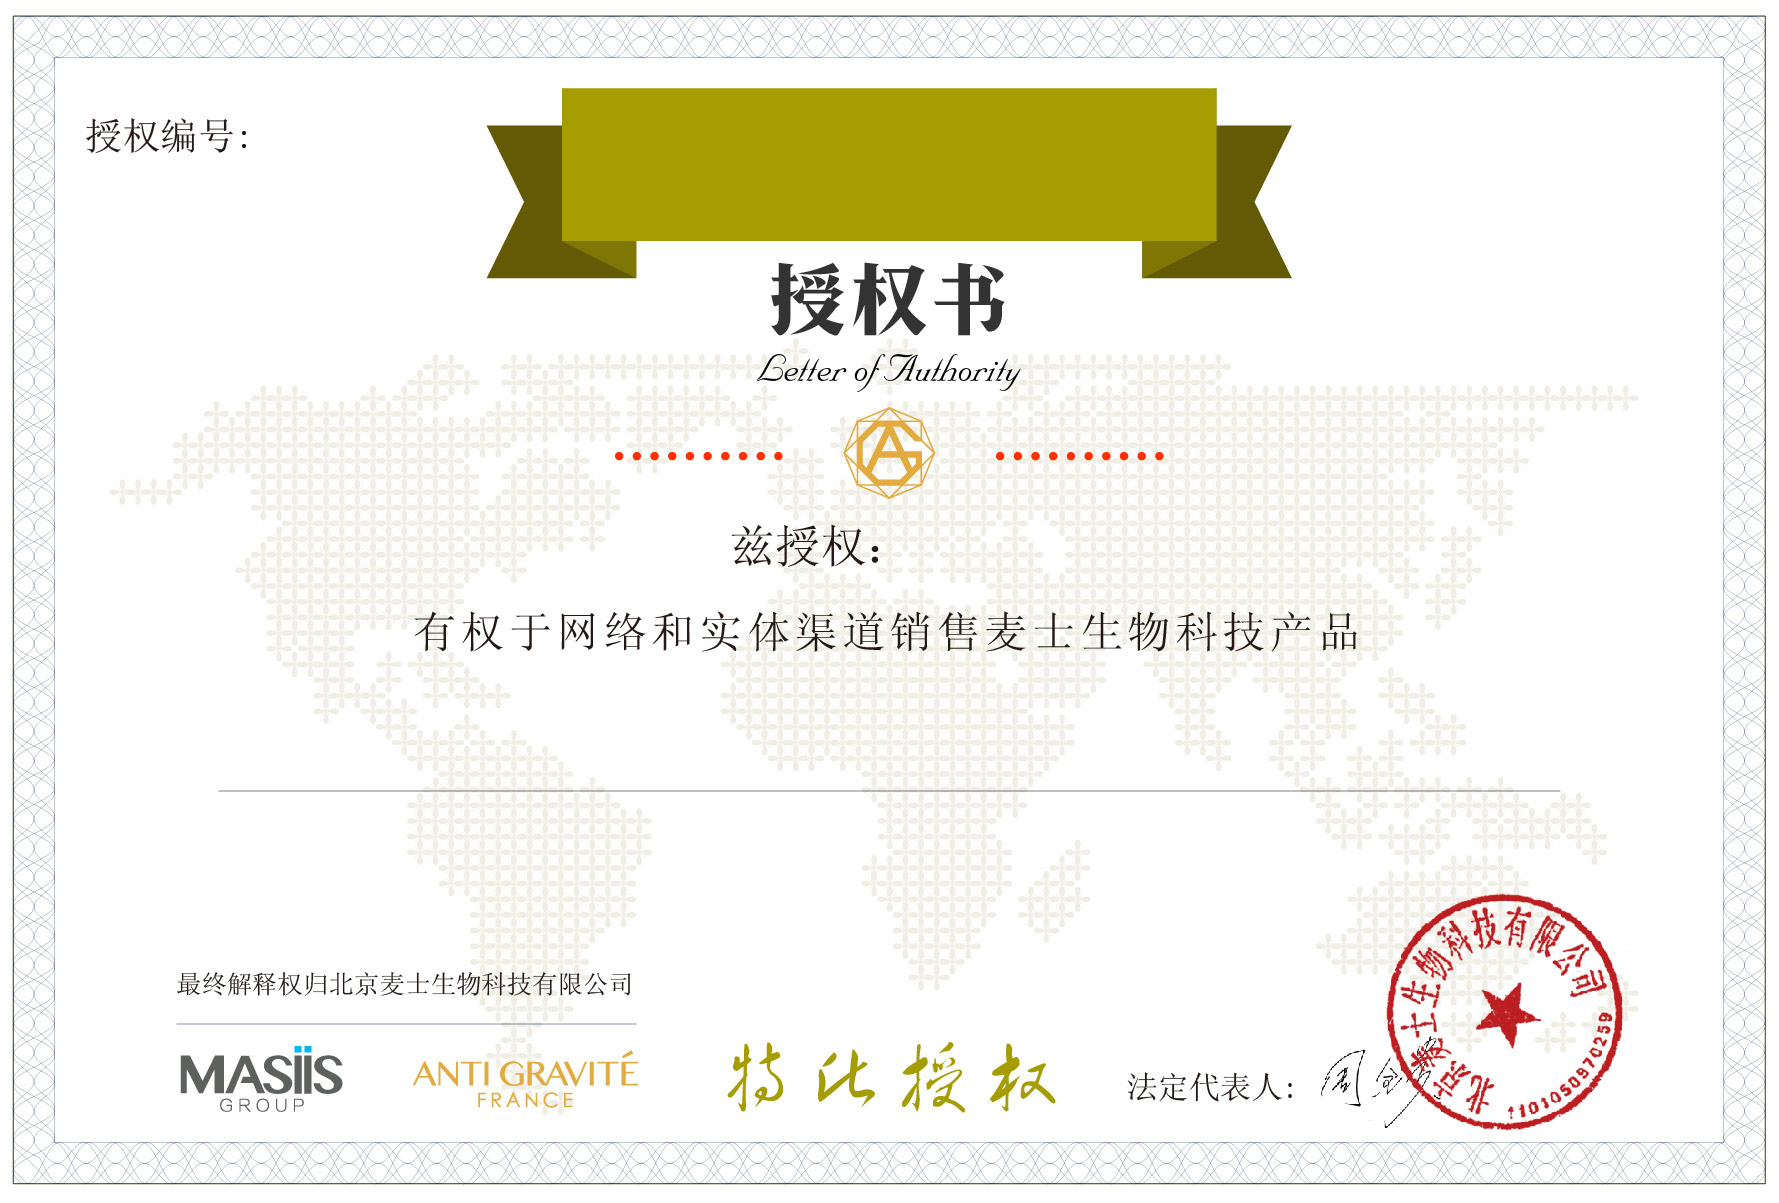 授权编号：
授权书
Letter of Authority
AG
兹授权：
有权于网络和实体渠道销售麦士生物科技产品
最终解释权归北京麦士生物科技有限公司
MASIIS
GROUP
ANTI GRAVITÉ
FRANCE
特此授权
法定代表人：
北京麦士生物科技有限公司
1101050970259